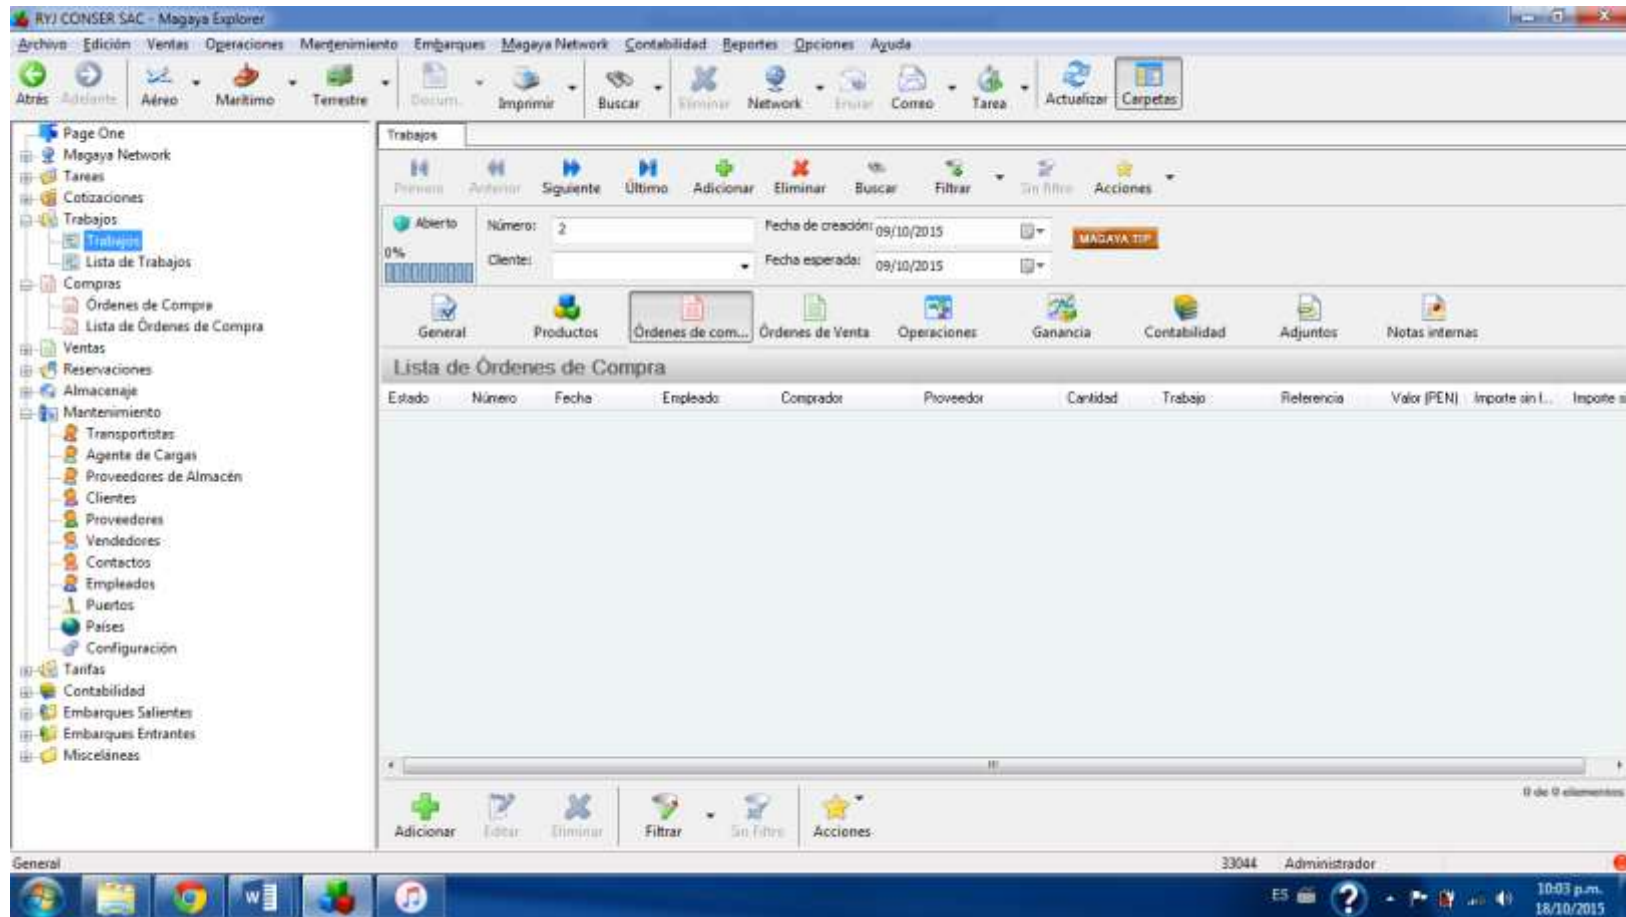 RYJ CONSER SAC - Magaya Explorer
Archivo Edición Ventas Operaciones Mantenimiento Embarques Magaya Network Contabilidad Reportes Opciones Ayuda
Atrás Adelante Aéreo Marítimo Terrestre Docum. Imprimir Buscar Eliminar Network Enviar Correo Tarea Actualizar Carpetas
Page One
Magaya Network
Tareas
Cotizaciones
Trabajos
Trabajos
Lista de Trabajos
Compras
Órdenes de Compra
Lista de Órdenes de Compra
Ventas
Reservaciones
Almacenaje
Mantenimiento
Transportistas
Agente de Cargas
Proveedores de Almacén
Clientes
Proveedores
Vendedores
Contactos
Empleados
Puertos
Países
Configuración
Tarifas
Contabilidad
Embarques Salientes
Embarques Entrantes
Misceláneas
Trabajos
Primero Anterior Siguiente Último Adicionar Eliminar Buscar Filtrar Sin filtro Acciones
Abierto Número: 2 Fecha de creación: 09/10/2015 MAGAYA TIP
0% Cliente: Fecha esperada: 09/10/2015
General Productos Órdenes de com... Órdenes de Venta Operaciones Ganancia Contabilidad Adjuntos Notas internas
Lista de Órdenes de Compra
Estado Número Fecha Empleado Comprador Proveedor Cantidad Trabajo Referencia Valor (PEN) Importe sin I... Importe si
0 de 0 elementos
Adicionar Editar Eliminar Filtrar Sin Filtro Acciones
General 33044 Administrador
ES 10:03 p.m.
18/10/2015